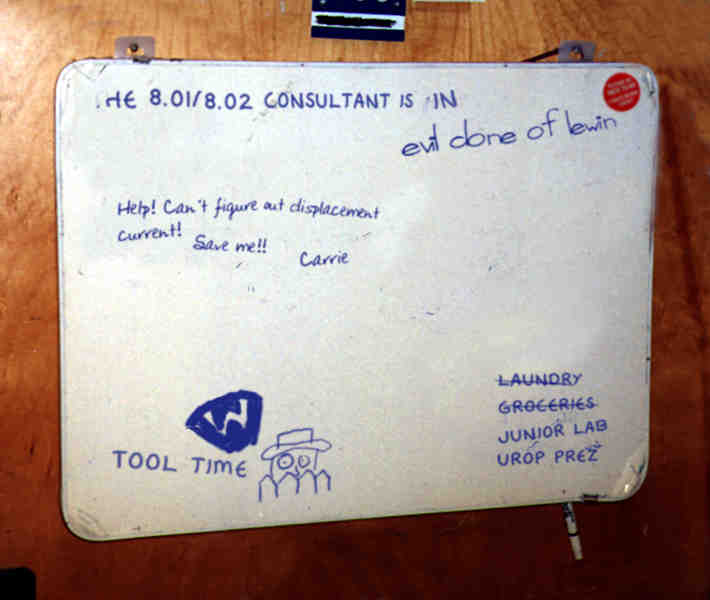 THE 8.01/8.02 CONSULTANT IS IN
evil clone of lewin
Help! Can't figure out displacement
current!
Save me!!
Carrie
W
TOOL TIME
LAUNDRY
GROCERIES
JUNIOR LAB
UROP PREZ